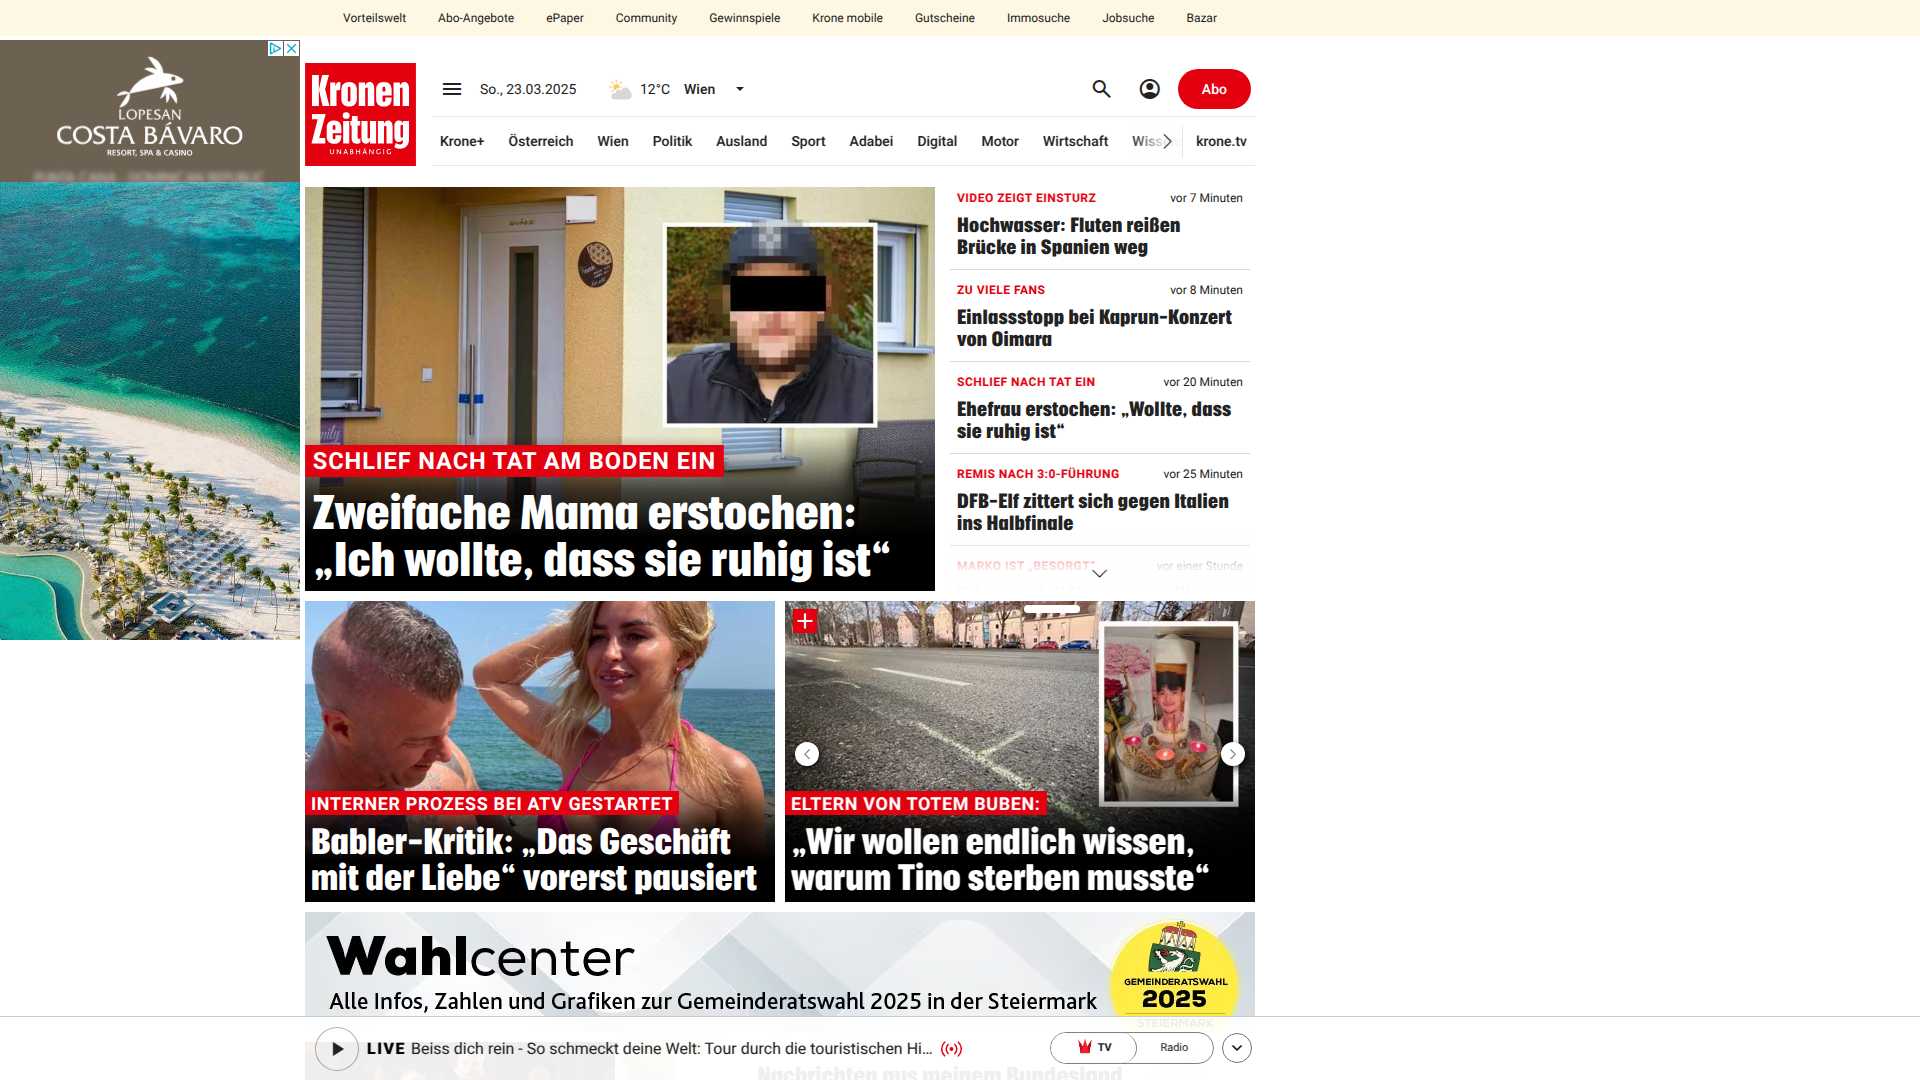 Vorteilswelt Abo-Angebote ePaper Community Gewinnspiele Krone mobile Gutscheine Immosuche Jobsuche Bazar
LOPESAN
COSTA BÁVARO
RESORT, SPA & CASINO
Kronen
Zeitung
UNABHÄNGIG
So., 23.03.2025 12°C Wien
Abo
Krone+ Österreich Wien Politik Ausland Sport Adabei Digital Motor Wirtschaft Wiss krone.tv
SCHLIEF NACH TAT AM BODEN EIN
Zweifache Mama erstochen:
„Ich wollte, dass sie ruhig ist“
VIDEO ZEIGT EINSTURZ vor 7 Minuten
Hochwasser: Fluten reißen
Brücke in Spanien weg
ZU VIELE FANS vor 8 Minuten
Einlassstopp bei Kaprun-Konzert
von Oimara
SCHLIEF NACH TAT EIN vor 20 Minuten
Ehefrau erstochen: „Wollte, dass
sie ruhig ist“
REMIS NACH 3:0-FÜHRUNG vor 25 Minuten
DFB-Elf zittert sich gegen Italien
ins Halbfinale
MARKO IST „BESORGT“ vor einer Stunde
INTERNER PROZESS BEI ATV GESTARTET
Babler-Kritik: „Das Geschäft
mit der Liebe“ vorerst pausiert
ELTERN VON TOTEM BUBEN:
„Wir wollen endlich wissen,
warum Tino sterben musste“
Wahlcenter
Alle Infos, Zahlen und Grafiken zur Gemeinderatswahl 2025 in der Steiermark
GEMEINDERATSWAHL
2025
STEIERMARK
LIVE Beiss dich rein - So schmeckt deine Welt: Tour durch die touristischen Hi...
TV Radio
Nachrichten aus meinem Bundesland